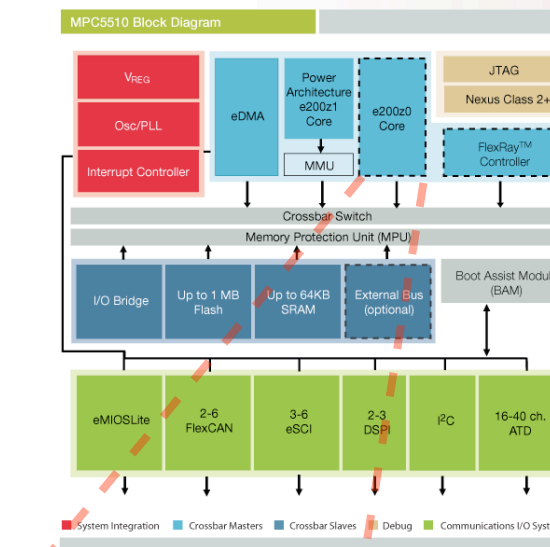 MPC5510 Block Diagram
VREG
Osc/PLL
Interrupt Controller
eDMA
Power
Architecture
e200z1
Core
MMU
e200z0
Core
JTAG
Nexus Class 2+
FlexRay™
Controller
Crossbar Switch
Memory Protection Unit (MPU)
I/O Bridge
Up to 1 MB
Flash
Up to 64KB
SRAM
External Bus
(optional)
Boot Assist Modul
(BAM)
eMIOSLite
2-6
FlexCAN
3-6
eSCI
2-3
DSPI
I²C
16-40 ch.
ATD
System Integration
Crossbar Masters
Crossbar Slaves
Debug
Communications I/O Syst